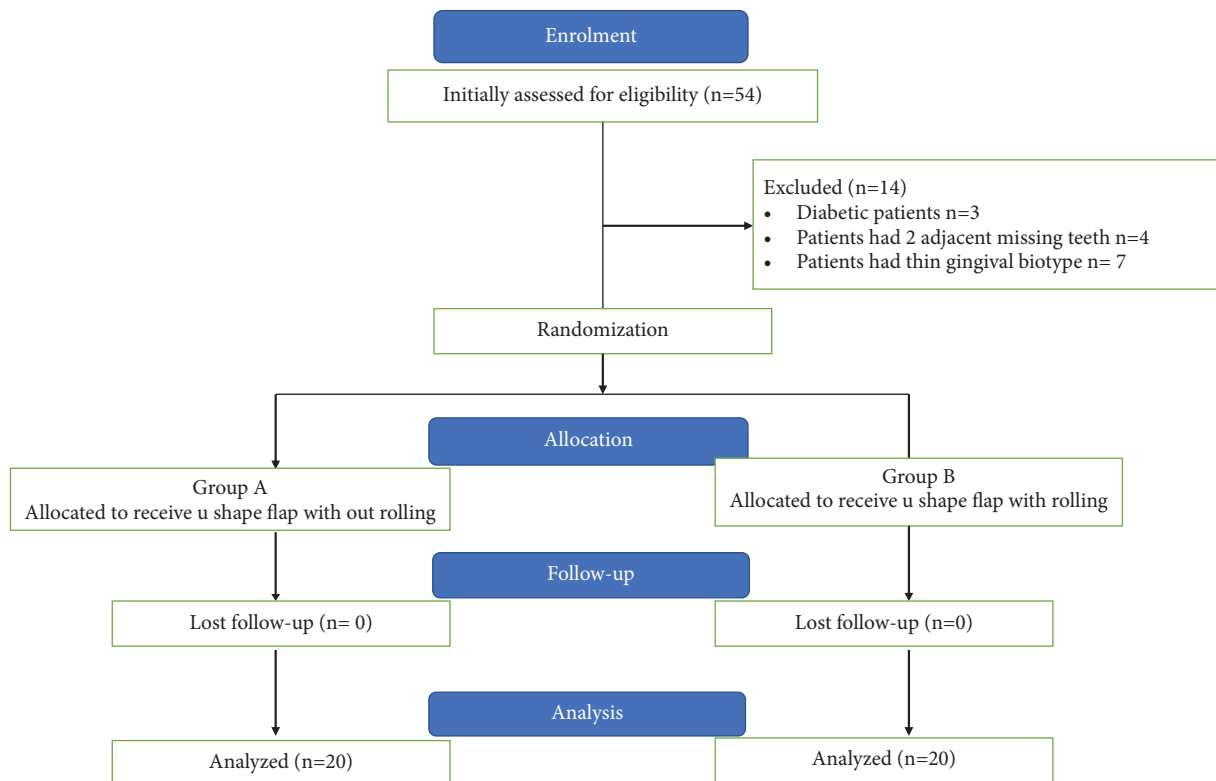 Enrolment
Initially assessed for eligibility (n=54)
Excluded (n=14)
• Diabetic patients n=3
• Patients had 2 adjacent missing teeth n=4
• Patients had thin gingival biotype n= 7
Randomization
Allocation
Group A
Allocated to receive u shape flap with out rolling
Group B
Allocated to receive u shape flap with rolling
Follow-up
Lost follow-up (n= 0)
Lost follow-up (n=0)
Analysis
Analyzed (n=20)
Analyzed (n=20)